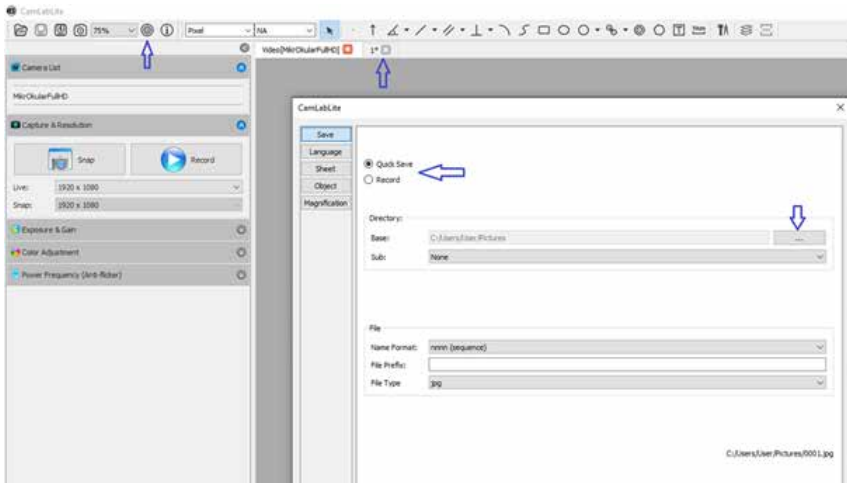 CamLabLite
75% Pixel NA
Video[MikrOkularFullHD] 1*
Camera List
MikrOkularFullHD
Capture & Resolution
Snap Record
Live: 1920 x 1080
Snap: 1920 x 1080
Exposure & Gain
Color Adjustment
Power Frequency (Anti-flicker)
CamLabLite
Save
Language
Sheet
Object
Magnification
Quick Save
Record
Directory:
Base: C:/Users/User/Pictures ...
Sub: None
File
Name Format: nnnn (sequence)
File Prefix:
File Type jpg
C:/Users/User/Pictures/0001.jpg